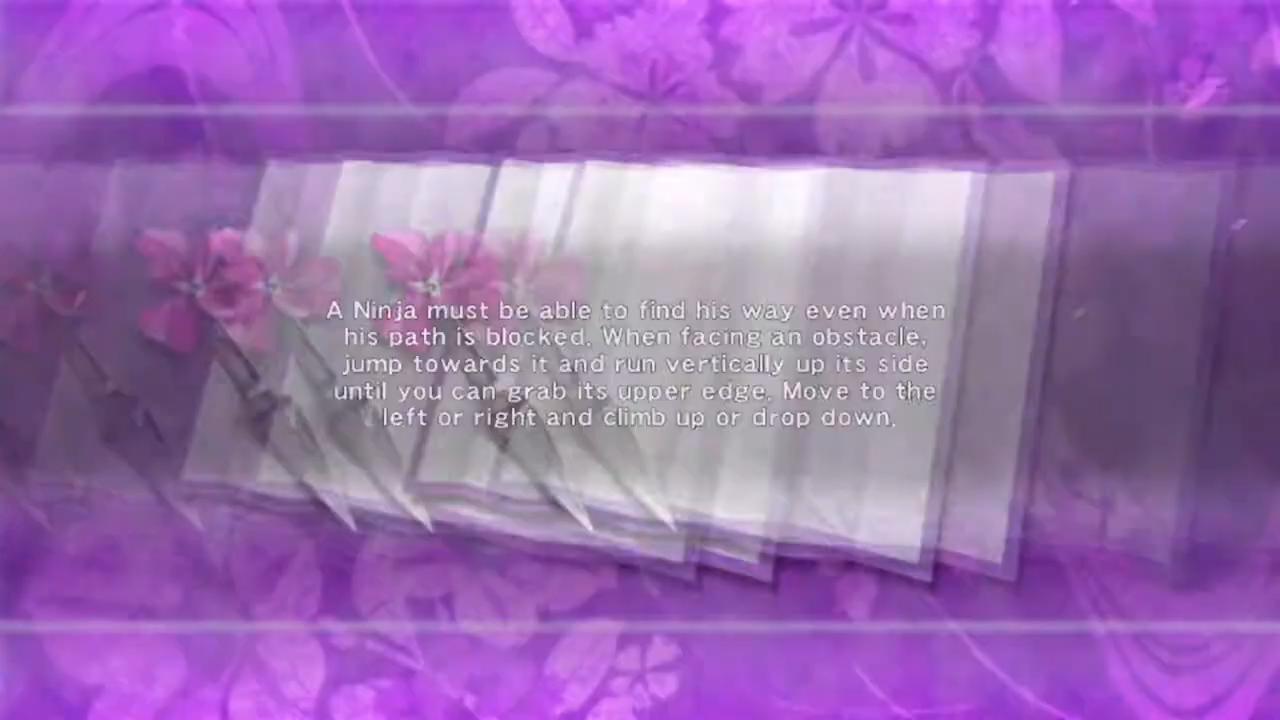 A Ninja must be able to find his way even when
his path is blocked. When facing an obstacle,
jump towards it and run vertically up its side
until you can grab its upper edge. Move to the
left or right and climb up or drop down.